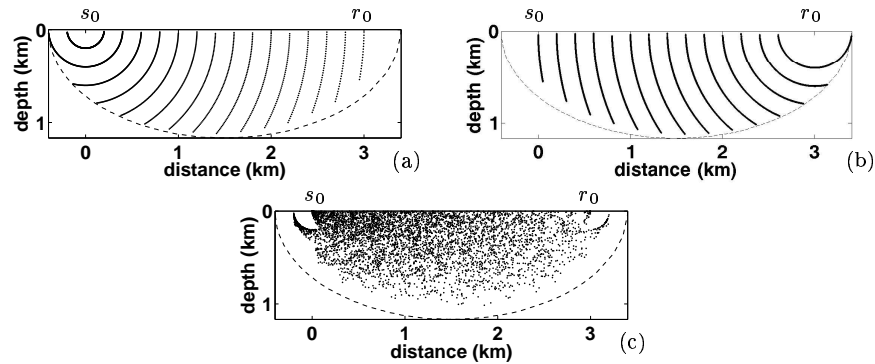 s0 r0
0
1
depth (km)
0 1 2 3
distance (km)
(a)
s0 r0
0
1
depth (km)
0 1 2 3
distance (km)
(b)
s0 r0
0
1
depth (km)
0 1 2 3
distance (km)
(c)